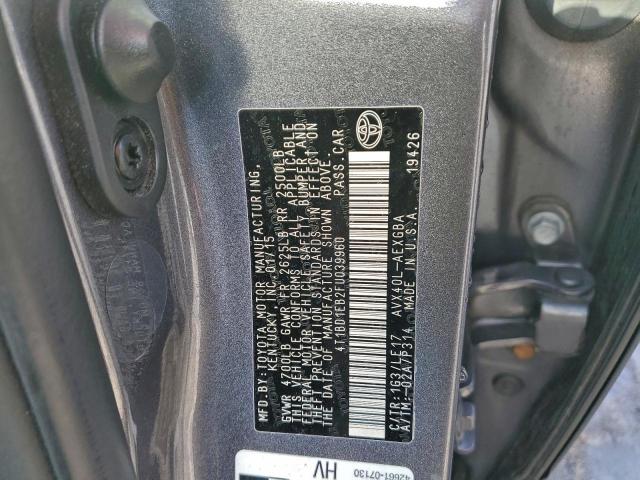 MFD.BY: TOYOTA MOTOR MANUFACTURING,
KENTUCKY, INC. 01/15
GVWR 4700LB GAWR FR 2625LB RR 2500LB
THIS VEHICLE CONFORMS TO ALL APPLICABLE
FEDERAL MOTOR VEHICLE SAFETY, BUMPER, AND
THEFT PREVENTION STANDARDS IN EFFECT ON
THE DATE OF MANUFACTURE SHOWN ABOVE.
4T1BD1EB2FU039960 PASS.CAR
C/TR: 1G3/LE17 AVX40L-AEXGBA
A/TM: -02A/P314 MADE IN U.S.A. 19426
42661-07130
HV